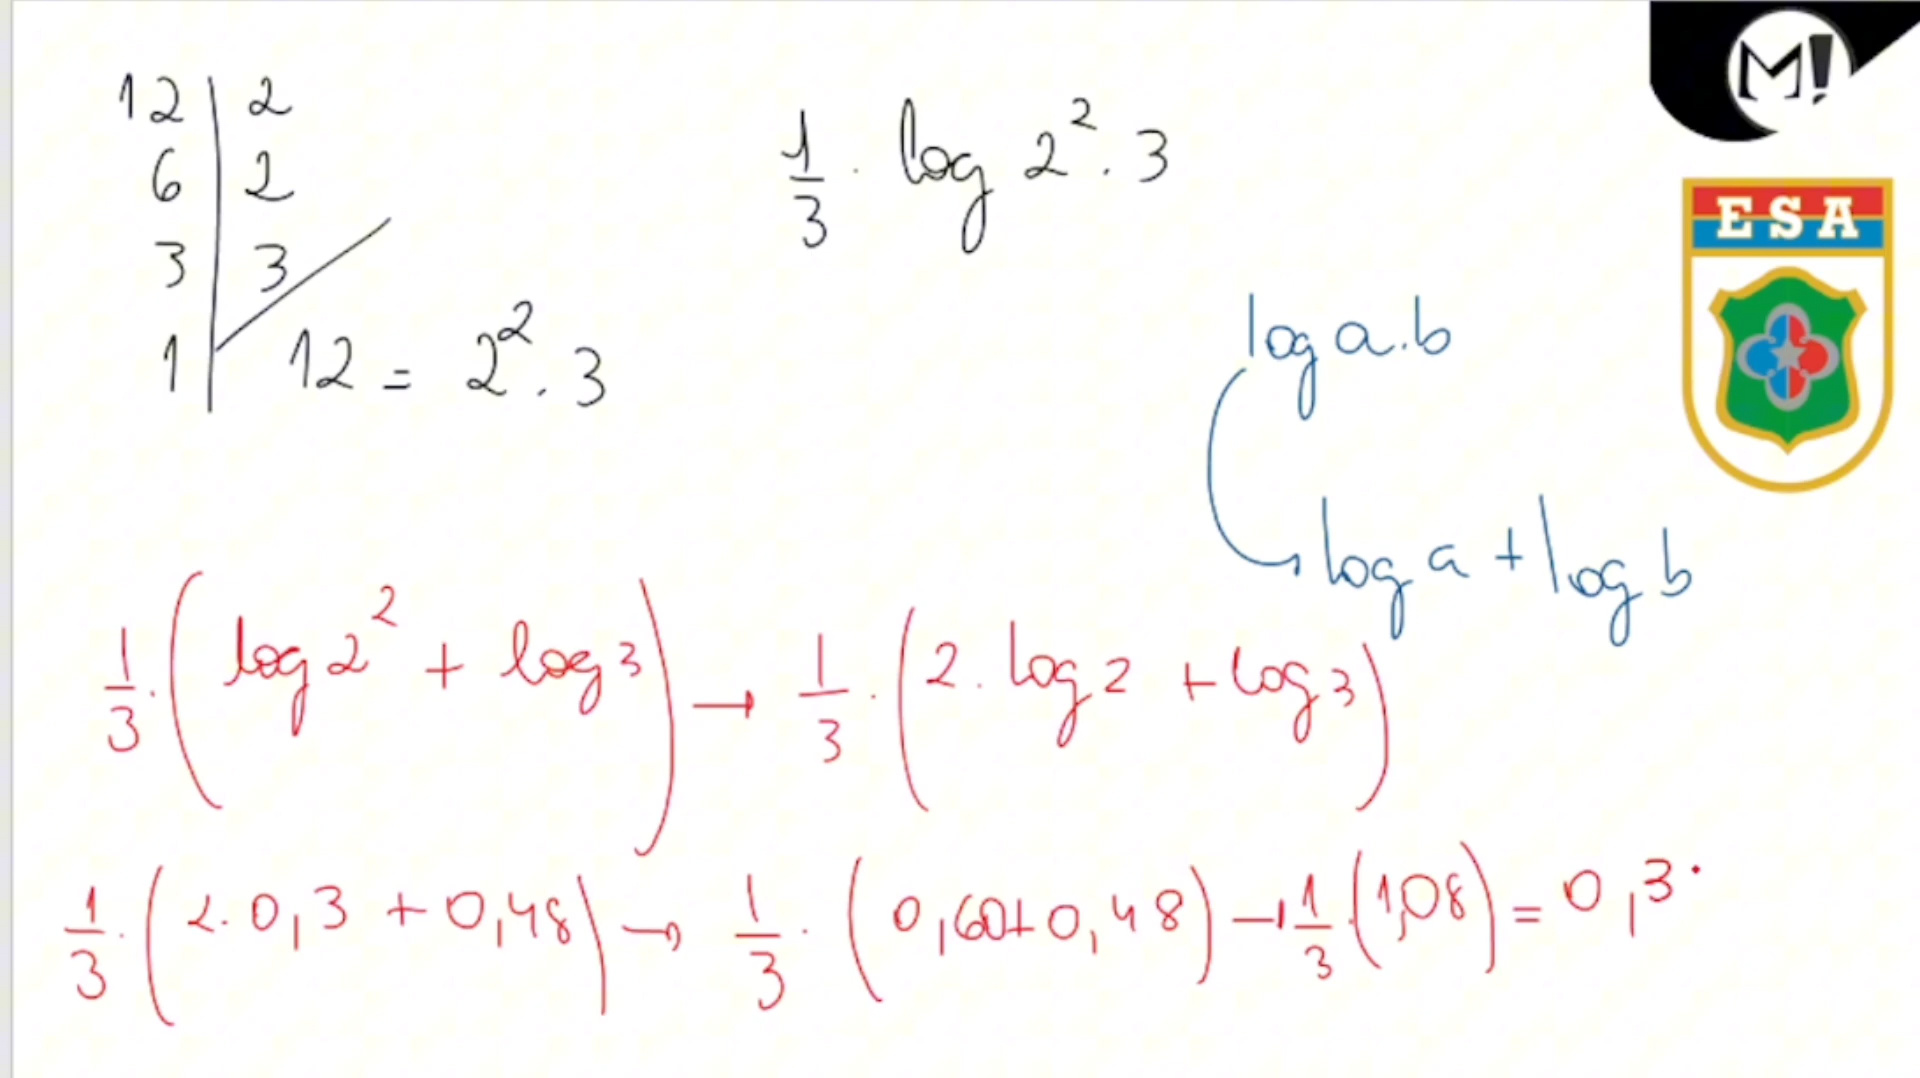 12 | 2
6 | 2
3 | 3
1
12 = 2² . 3
1/3 . log 2² . 3
M!
ESA
log a.b
log a + log b
1/3 . (log 2² + log 3) → 1/3 . (2 . log 2 + log 3)
1/3 . (2 . 0,3 + 0,48) → 1/3 . (0,60 + 0,48) → 1/3 . (1,08) = 0,3